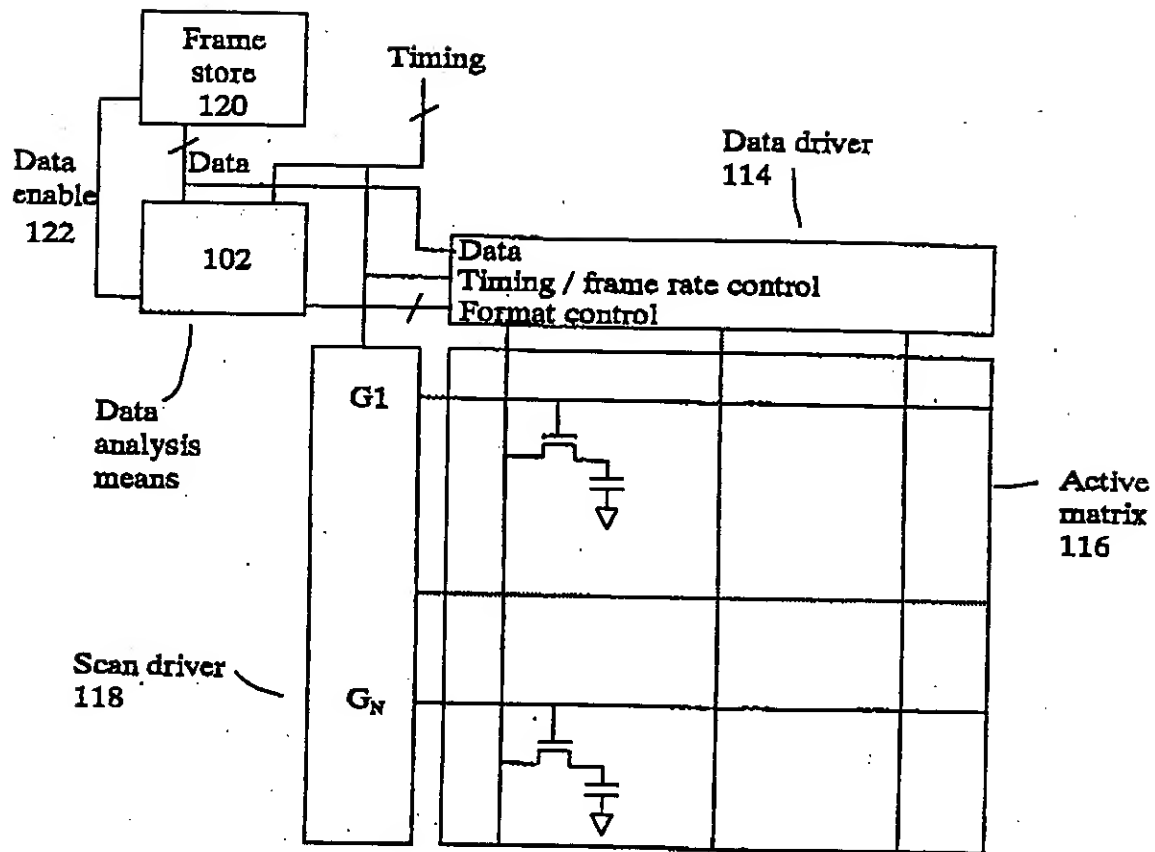 Frame
store
120
Timing
Data driver
114
Data
enable
122
Data
102
Data
Timing / frame rate control
Format control
G1
Data
analysis
means
Active
matrix
116
Scan driver
118
GN